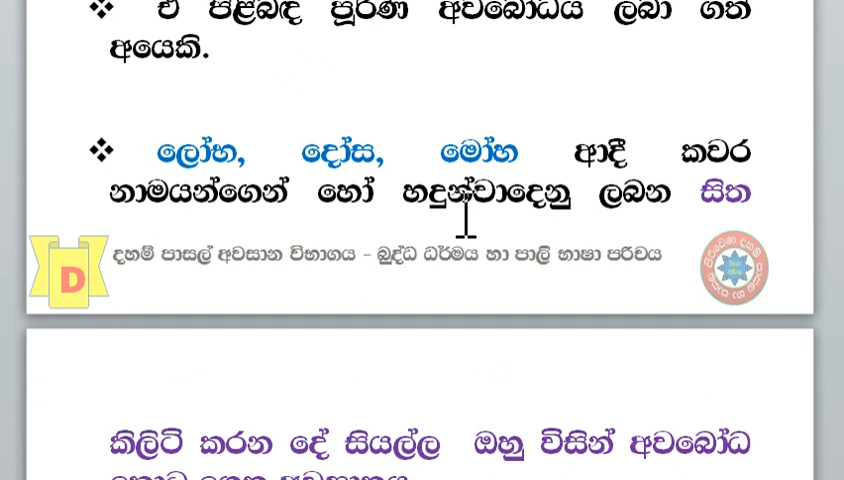 ❖ ඒ පිළිබඳ පූර්ණ අවබෝධය ලබා ගත්
අයෙකි.
❖ ලෝභ, දෝස, මෝහ ආදී කවර
නාමයන්ගෙන් හෝ හඳුන්වාදෙනු ලබන සිත
D දහම් පාසල් අවසාන විභාගය - බුද්ධ ධර්මය හා පාලි භාෂා පරිචය
කිලිටි කරන දේ සියල්ල ඔහු විසින් අවබෝධ